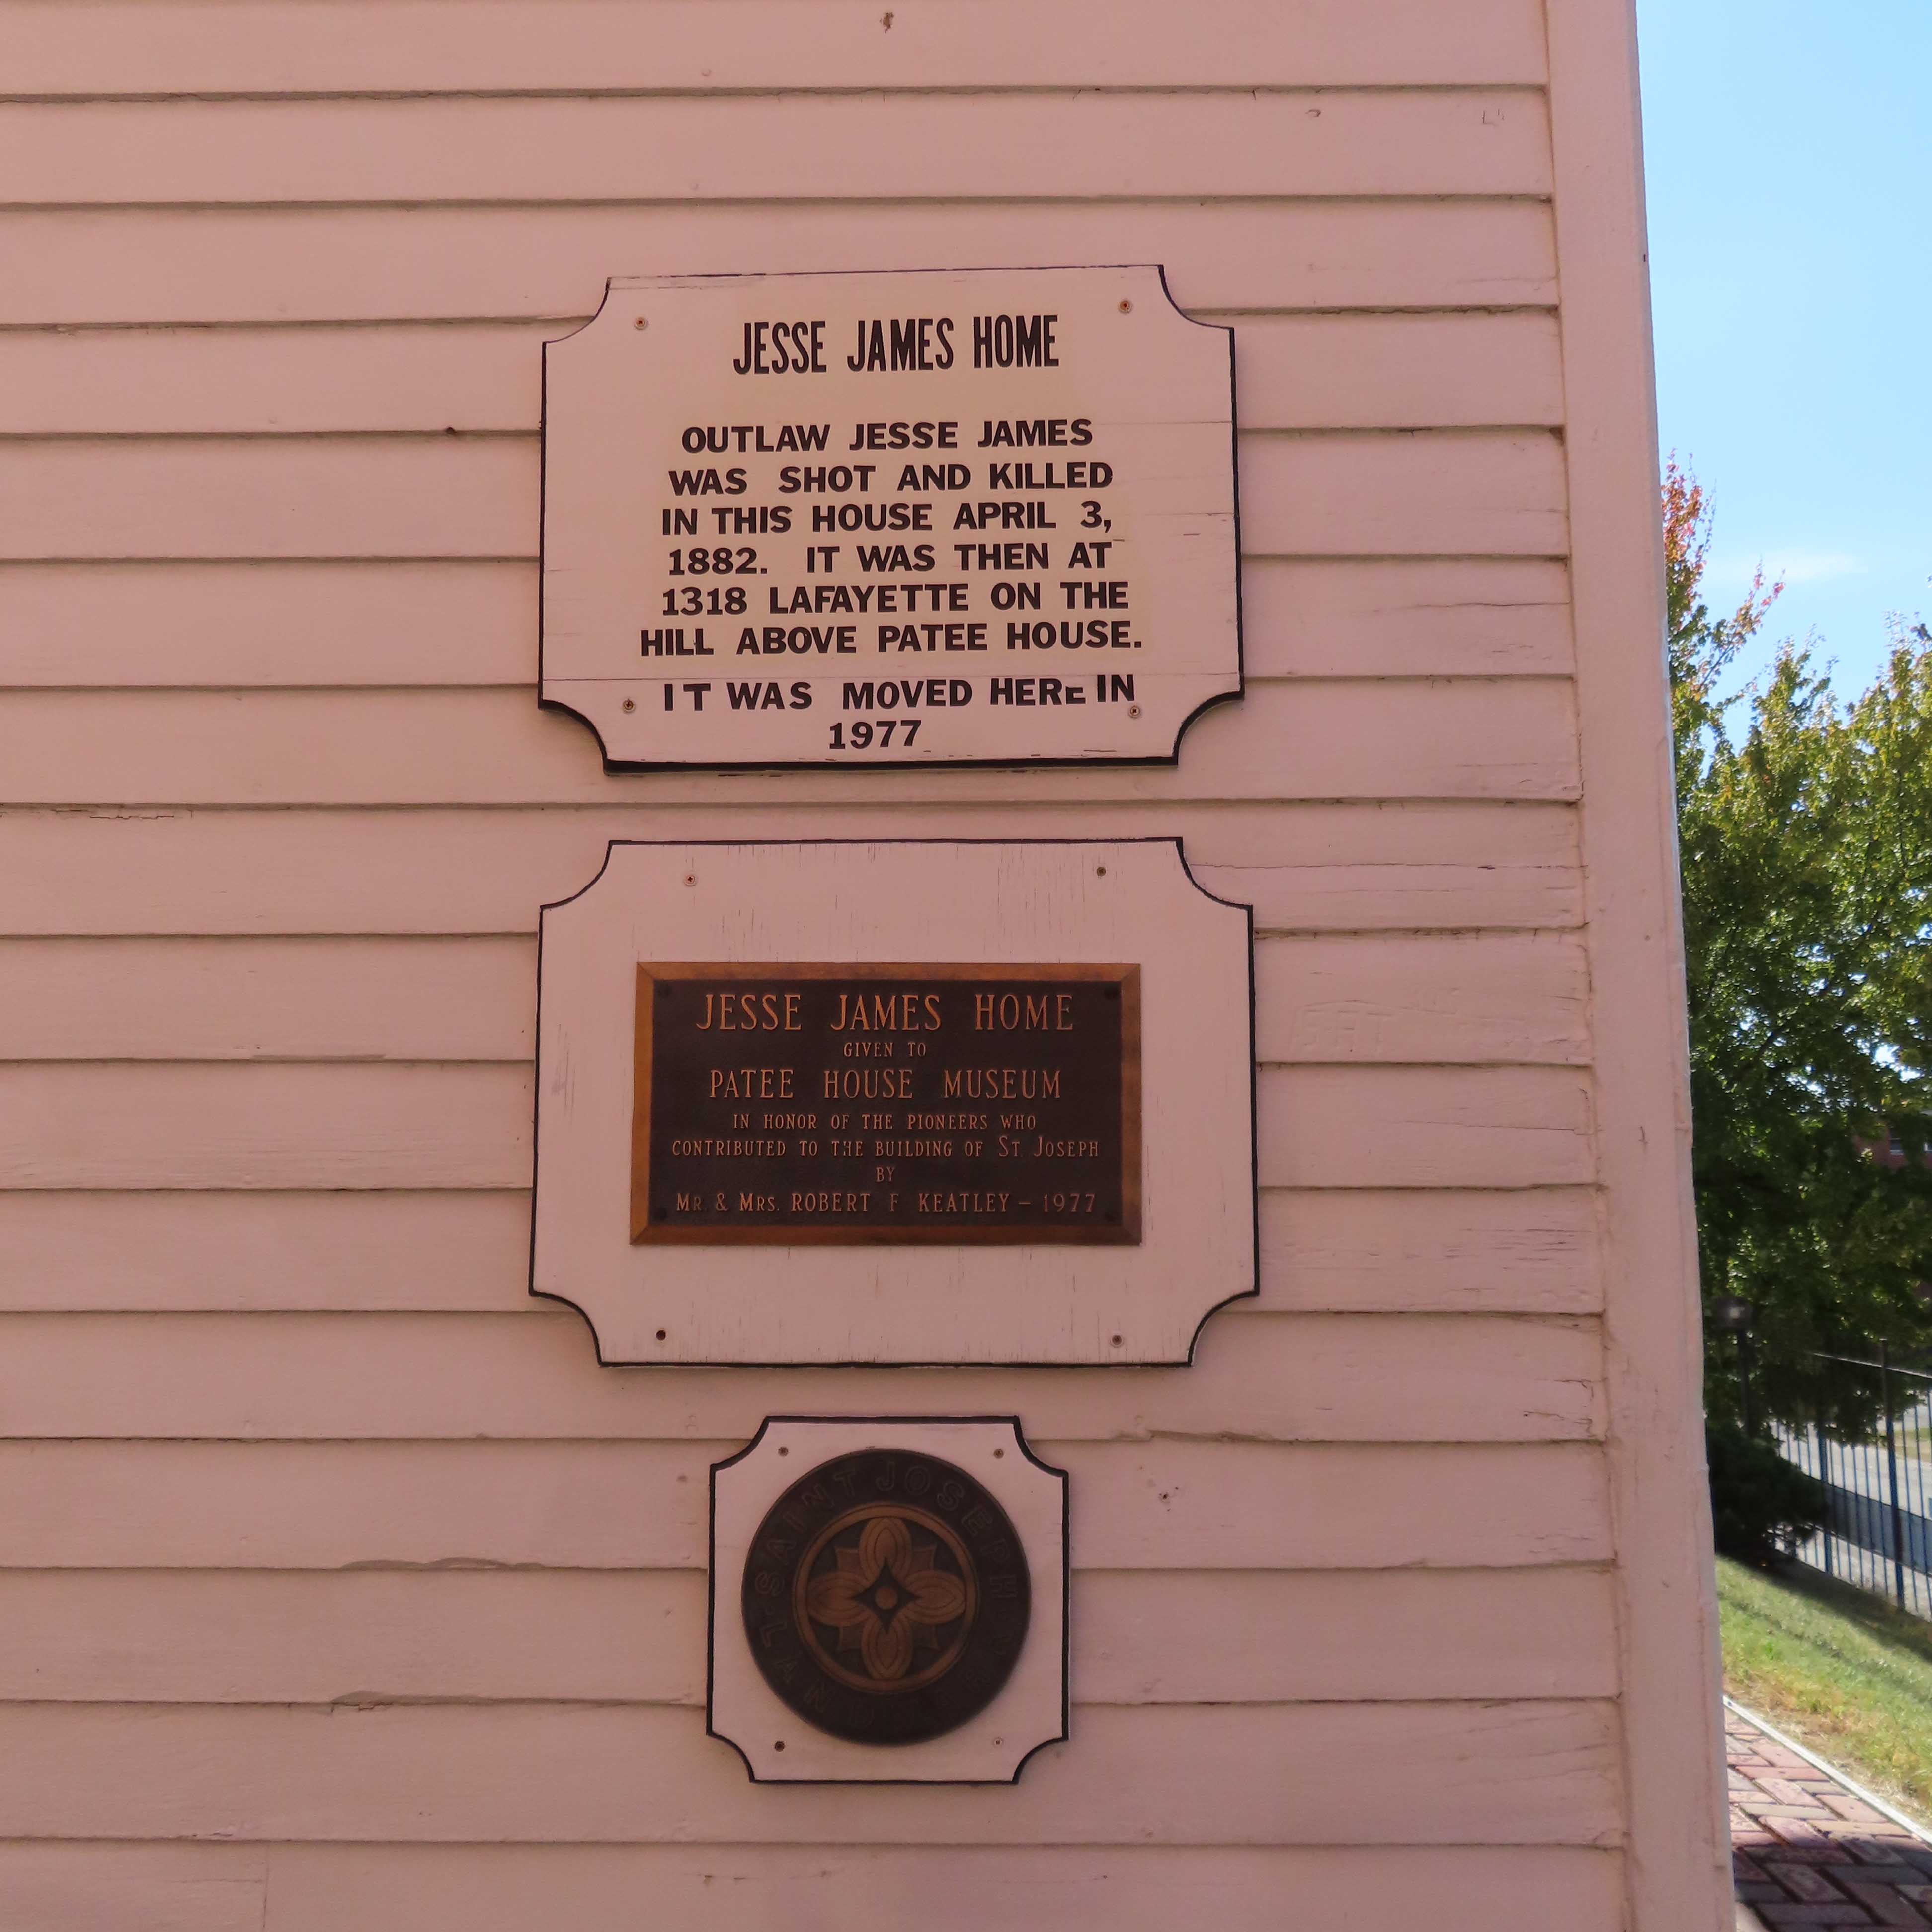 JESSE JAMES HOME
OUTLAW JESSE JAMES
WAS SHOT AND KILLED
IN THIS HOUSE APRIL 3,
1882. IT WAS THEN AT
1318 LAFAYETTE ON THE
HILL ABOVE PATEE HOUSE.
IT WAS MOVED HERE IN
1977
JESSE JAMES HOME
GIVEN TO
PATEE HOUSE MUSEUM
IN HONOR OF THE PIONEERS WHO
CONTRIBUTED TO THE BUILDING OF ST JOSEPH
BY
MR. & MRS. ROBERT F KEATLEY – 1977
SAINT JOSEPH